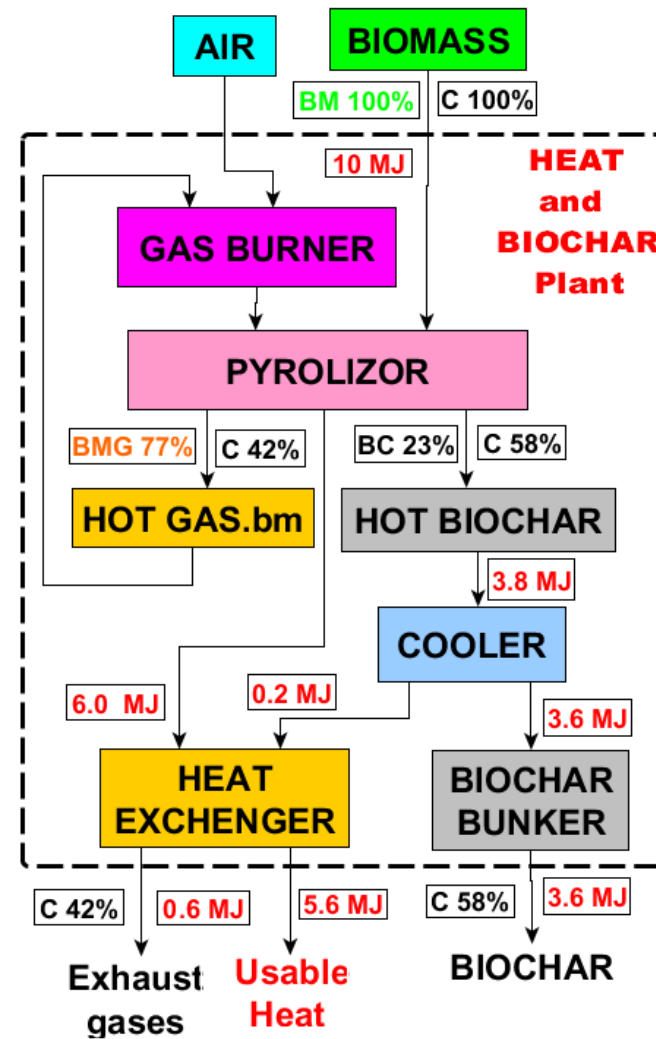 AIR
BIOMASS
BM 100%
C 100%
10 MJ
HEAT
and
BIOCHAR
Plant
GAS BURNER
PYROLIZOR
BMG 77%
C 42%
BC 23%
C 58%
HOT GAS.bm
HOT BIOCHAR
3.8 MJ
COOLER
6.0 MJ
0.2 MJ
3.6 MJ
HEAT
EXCHENGER
BIOCHAR
BUNKER
C 42%
0.6 MJ
5.6 MJ
C 58%
3.6 MJ
Exhaust
gases
Usable
Heat
BIOCHAR